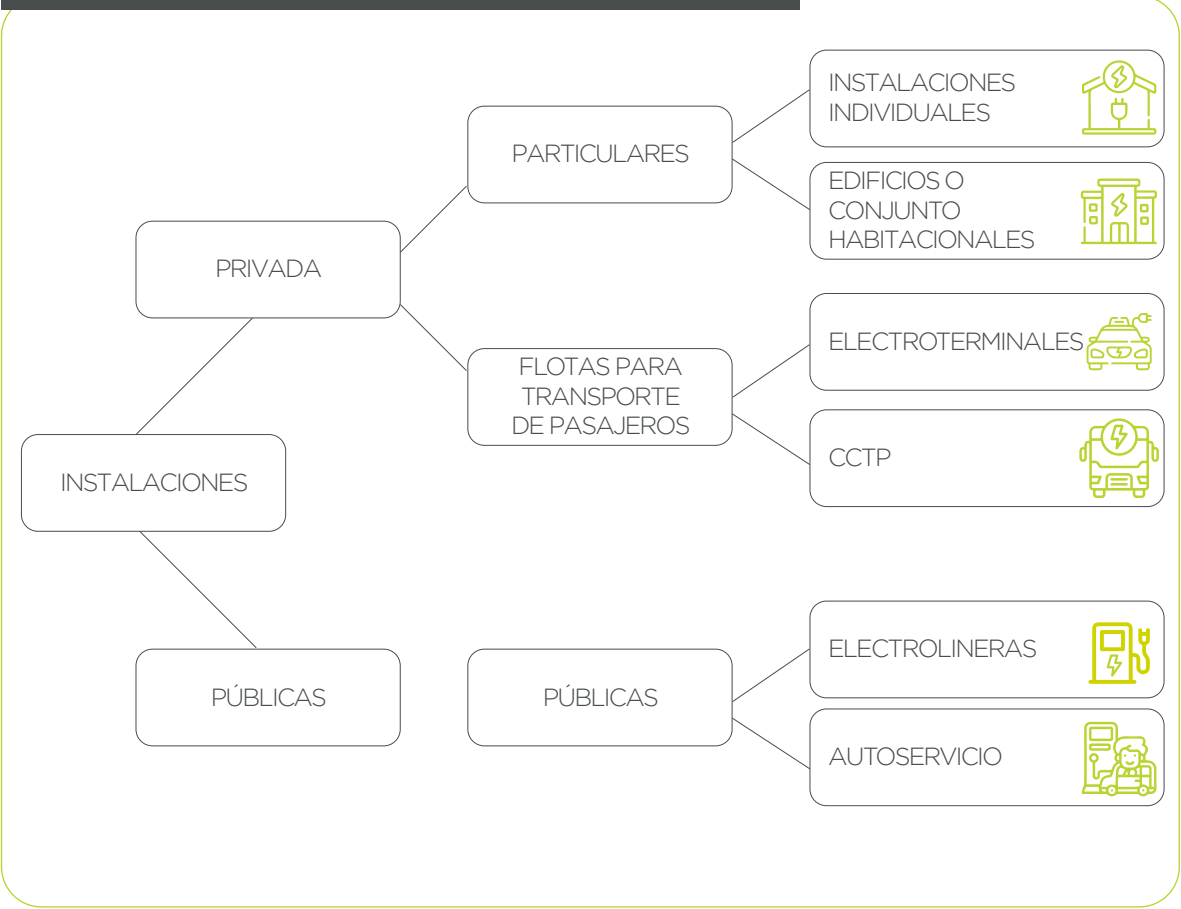 INSTALACIONES
INDIVIDUALES
PARTICULARES
EDIFICIOS O
CONJUNTO
HABITACIONALES
PRIVADA
ELECTROTERMINALES
FLOTAS PARA
TRANSPORTE
DE PASAJEROS
CCTP
INSTALACIONES
ELECTROLINERAS
PÚBLICAS
PÚBLICAS
AUTOSERVICIO